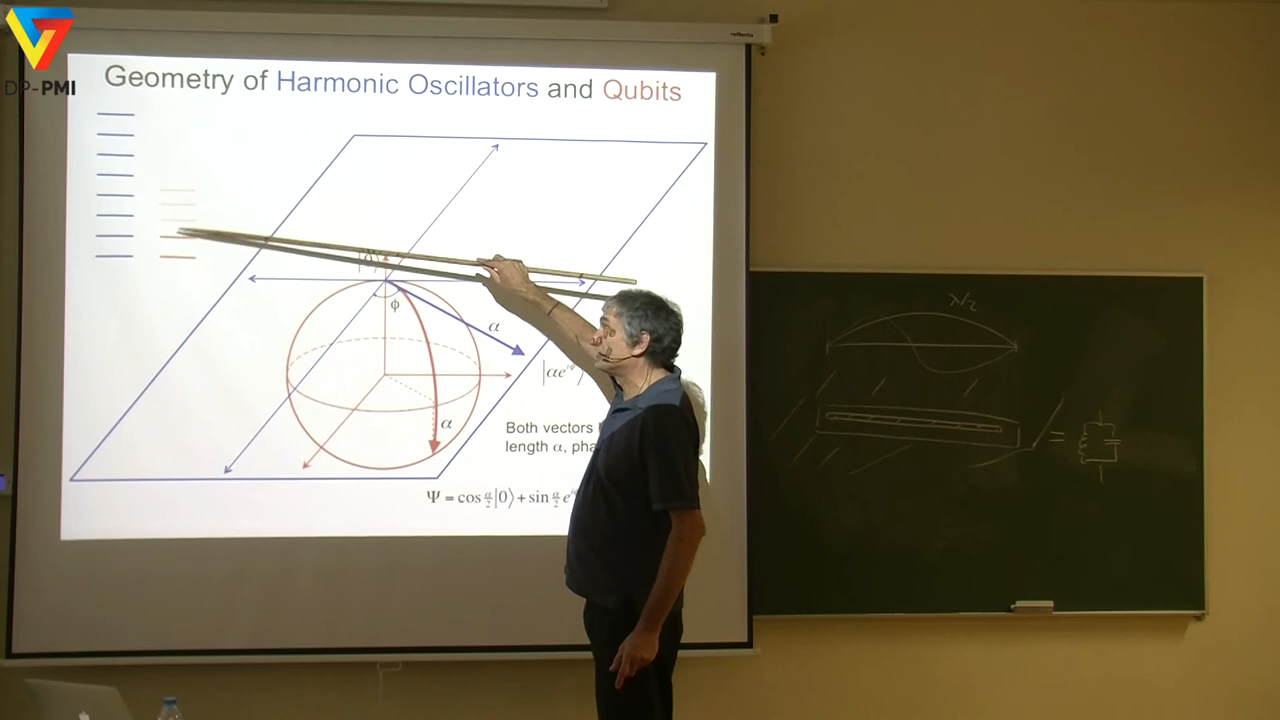 DP-PMI
reflecta
Geometry of Harmonic Oscillators and Qubits
|0⟩
ϕ
α
|αe^{iφ}⟩
α
Both vectors
length α, pha
Ψ = cos α/2 |0⟩ + sin α/2 e
λ/2
=